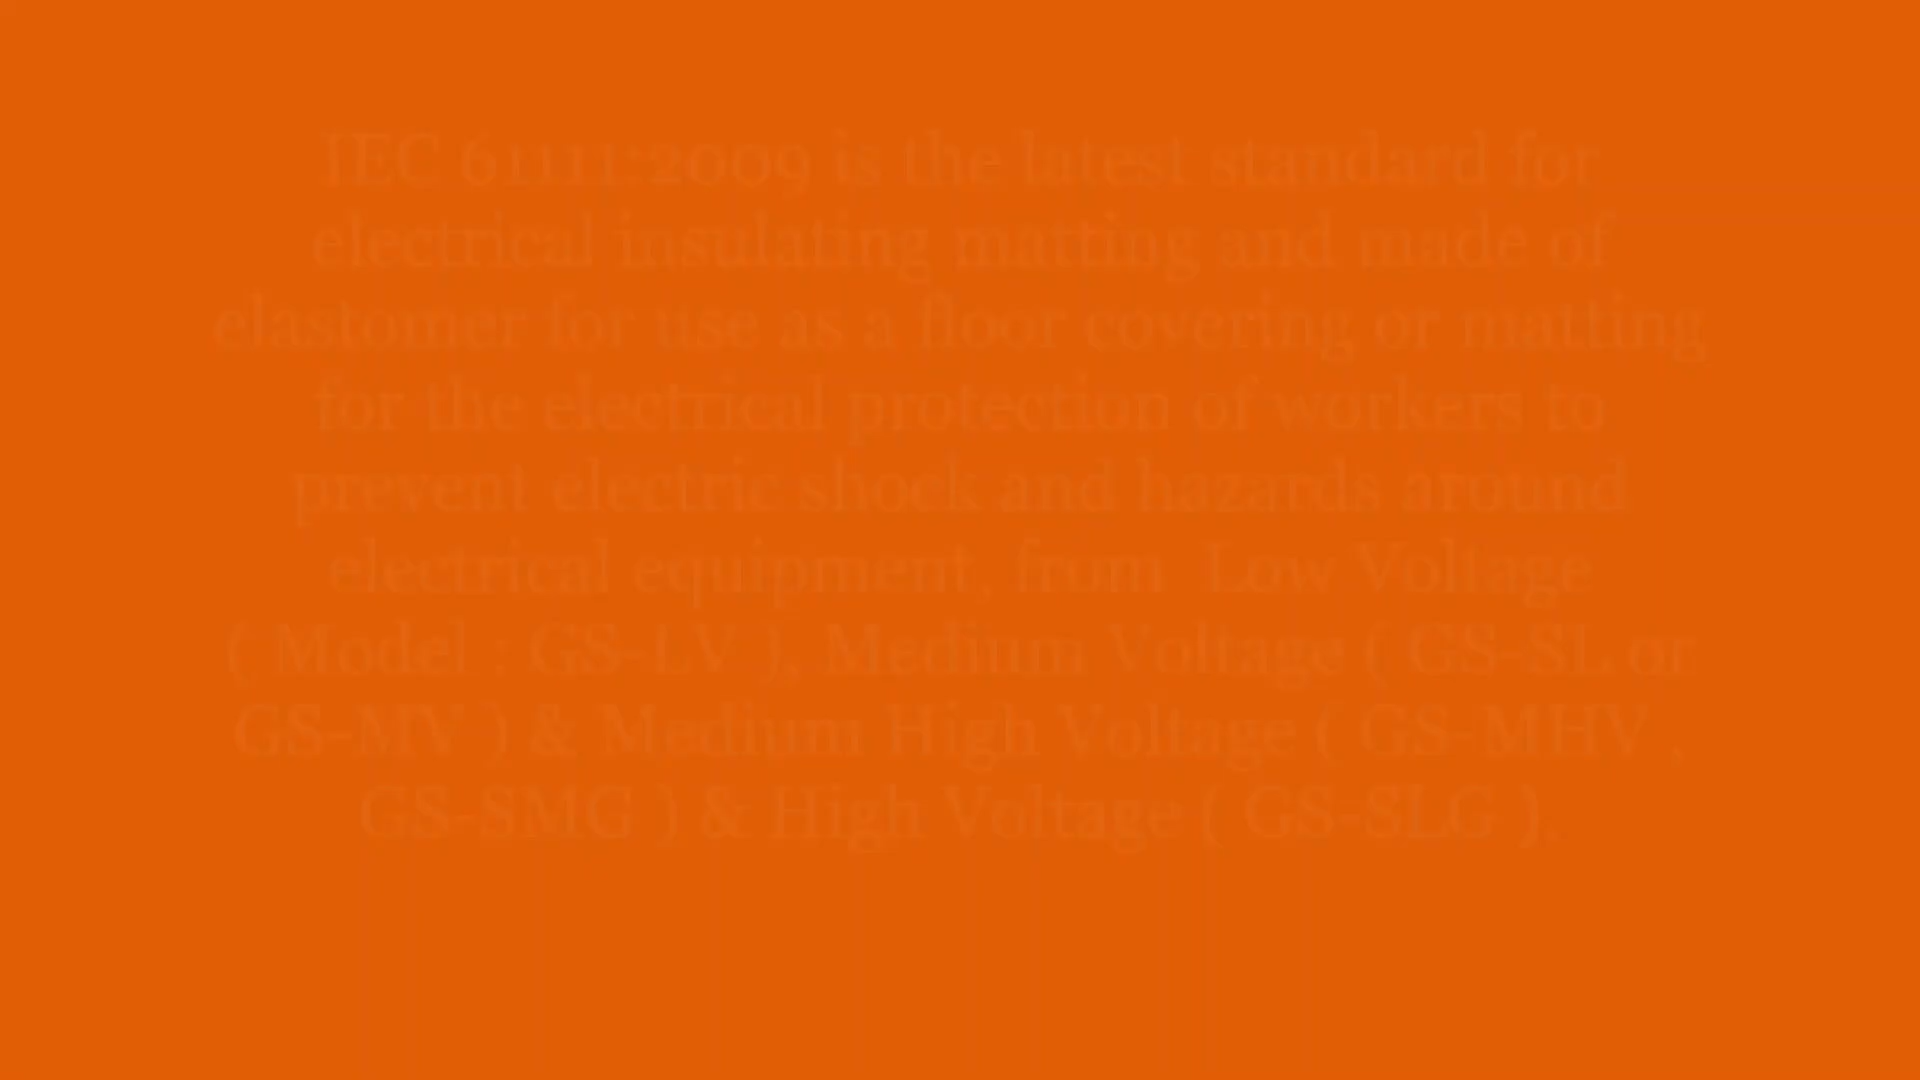 IEC 61111:2009 is the latest standard for
electrical insulating matting and made of
elastomer for use as a floor covering or matting
for the electrical protection of workers to
prevent electric shock and hazards around
electrical equipment, from Low Voltage
( Model : GS-LV ), Medium Voltage ( GS-SL or
GS-MV ) & Medium High Voltage ( GS-MHV ,
GS-SMG ) & High Voltage ( GS-SLG ).